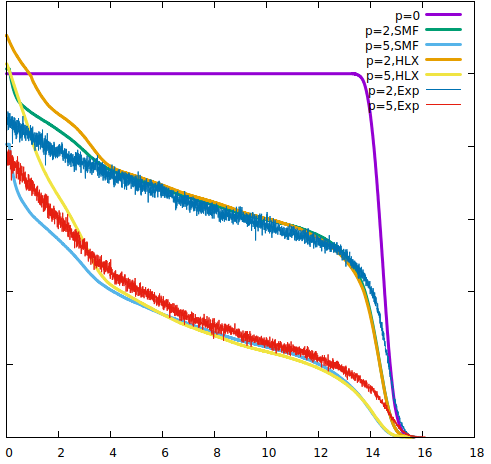 p=0
p=2,SMF
p=5,SMF
p=2,HLX
p=5,HLX
p=2,Exp
p=5,Exp
0 2 4 6 8 10 12 14 16 18